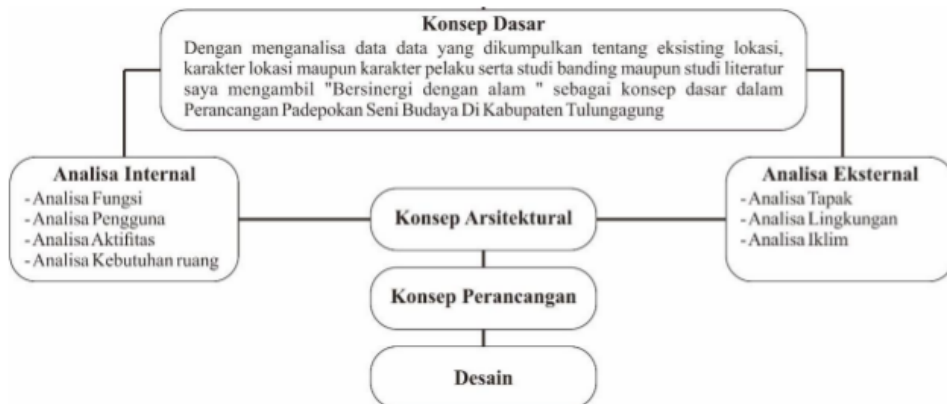 Konsep Dasar
Dengan menganalisa data data yang dikumpulkan tentang eksisting lokasi,
karakter lokasi maupun karakter pelaku serta studi banding maupun studi literatur
saya mengambil "Bersinergi dengan alam " sebagai konsep dasar dalam
Perancangan Padepokan Seni Budaya Di Kabupaten Tulungagung
Analisa Internal
- Analisa Fungsi
- Analisa Pengguna
- Analisa Aktifitas
- Analisa Kebutuhan ruang
Konsep Arsitektural
Analisa Eksternal
- Analisa Tapak
- Analisa Lingkungan
- Analisa Iklim
Konsep Perancangan
Desain